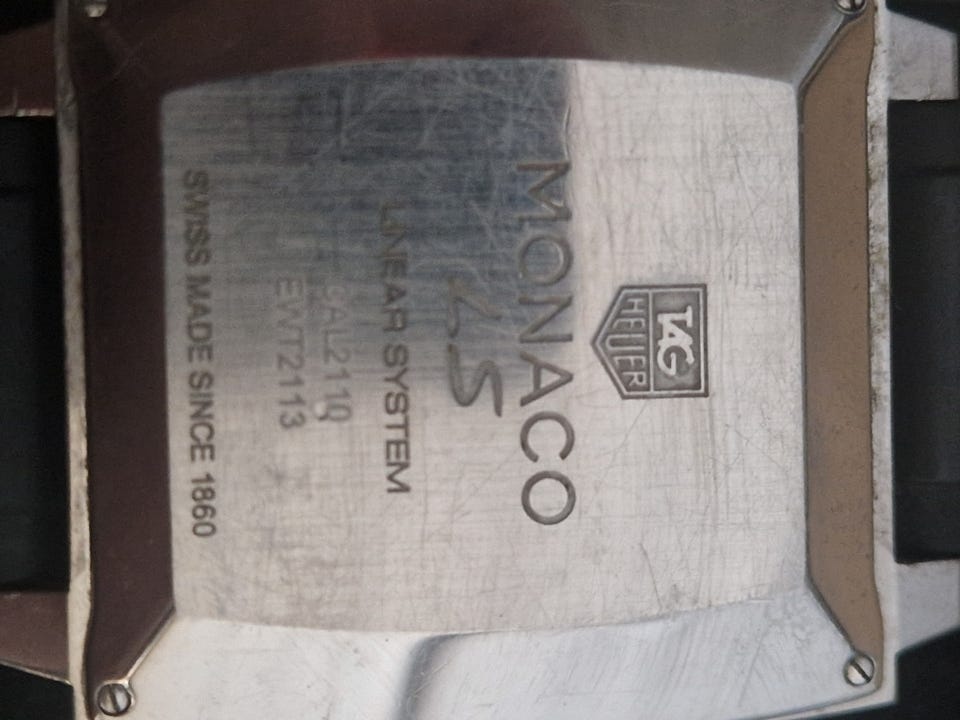 TAG
HEUER
MONACO
LS
LINEAR SYSTEM
CAL2110
EWT2113
SWISS MADE SINCE 1860